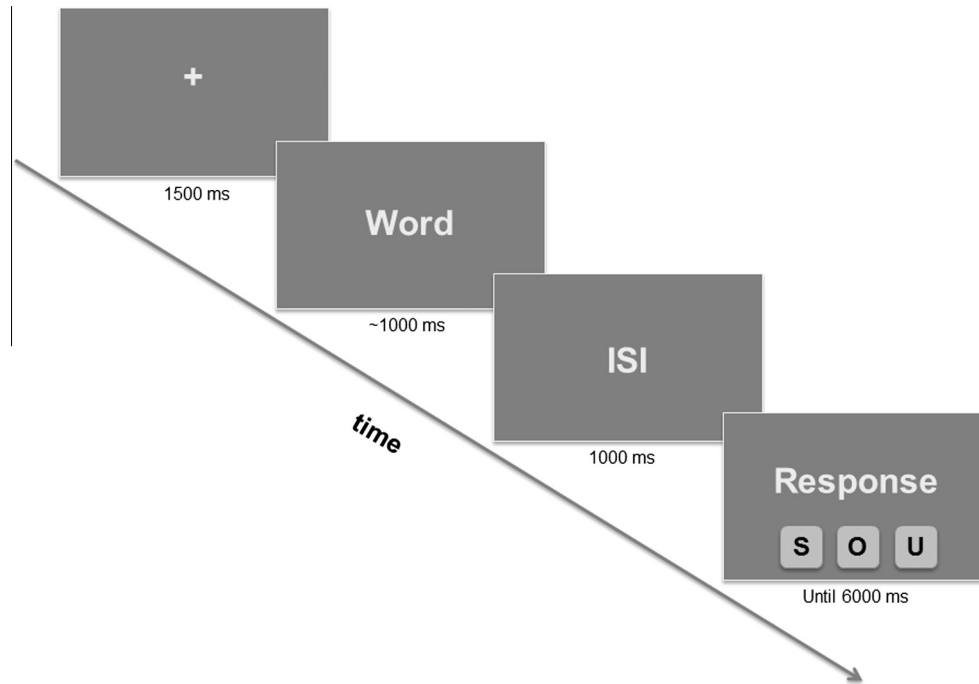 +
1500 ms
Word
~1000 ms
ISI
1000 ms
time
Response
S O U
Until 6000 ms